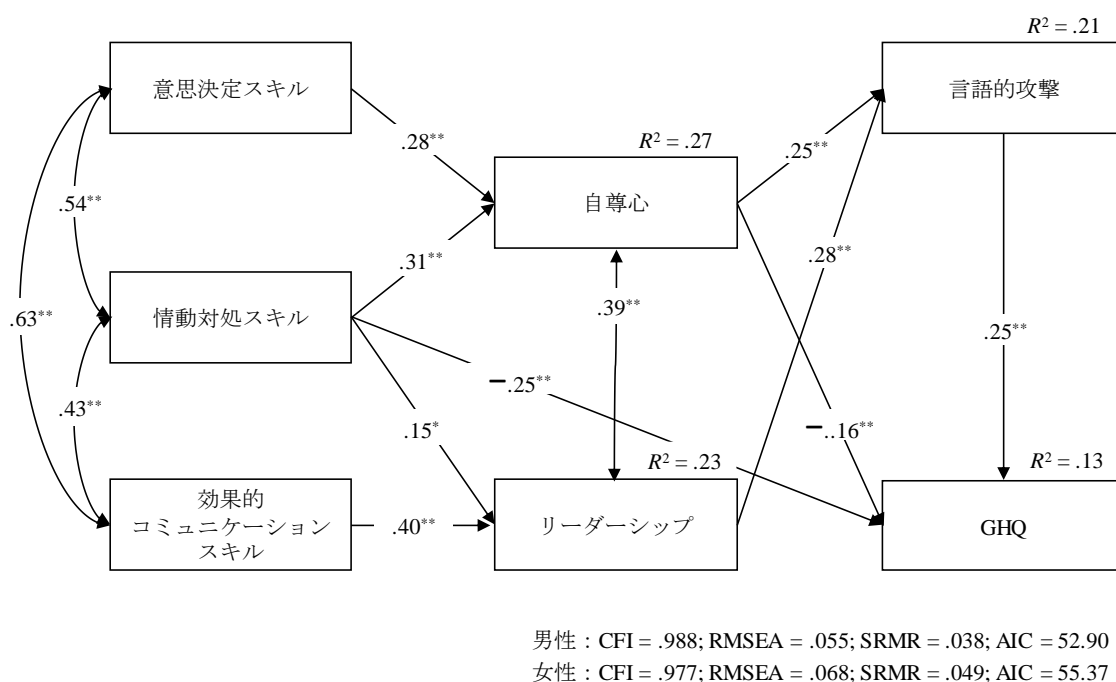 R² = .21
意思決定スキル
言語的攻撃
.28**
R² = .27
.25**
自尊心
.54**
.31**
.28**
情動対処スキル
.63**
.39**
.25**
−.25**
.43**
.15*
−..16**
R² = .23
R² = .13
効果的
コミュニケーション
スキル
.40**
リーダーシップ
GHQ
男性：CFI = .988; RMSEA = .055; SRMR = .038; AIC = 52.90
女性：CFI = .977; RMSEA = .068; SRMR = .049; AIC = 55.37